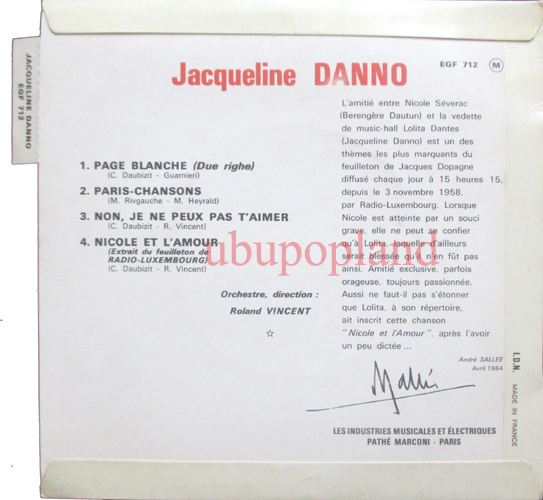 JACQUELINE DANNO
EGF 712
Jacqueline DANNO
EGF 712 M
1. PAGE BLANCHE (Due righe)
(C. Daubizit - Guarnieri)
2. PARIS-CHANSONS
(M. Rivgauche - M. Heyrald)
3. NON, JE NE PEUX PAS T'AIMER
(C. Daubizit - R. Vincent)
4. NICOLE ET L'AMOUR
(Extrait du feuilleton de
RADIO-LUXEMBOURG)
(C. Daubizit - R. Vincent)
Orchestre, direction :
Roland VINCENT
L'amitié entre Nicole Séverac
(Berengère Dautun) et la vedette
de music-hall Lolita Dantes
(Jacqueline Danno) est un des
thèmes les plus marquants du
feuilleton de Jacques Dopagne
diffusé chaque jour à 15 heures 15,
depuis le 3 novembre 1958,
par Radio-Luxembourg. Lorsque
Nicole est atteinte par un souci
grave, elle ne peut se confier
qu'à Lolita, laquelle d'ailleurs
serait blessée qu'il n'en fût pas
ainsi. Amitié exclusive, parfois
orageuse, toujours passionnée.
Aussi ne faut-il pas s'étonner
que Lolita, à son répertoire,
ait inscrit cette chanson
"Nicole et l'Amour", après l'avoir
un peu dictée ...
André SALLEE
Avril 1964
LES INDUSTRIES MUSICALES ET ÉLECTRIQUES
PATHÉ MARCONI - PARIS
I.D.N. MADE IN FRANCE
ubupopland